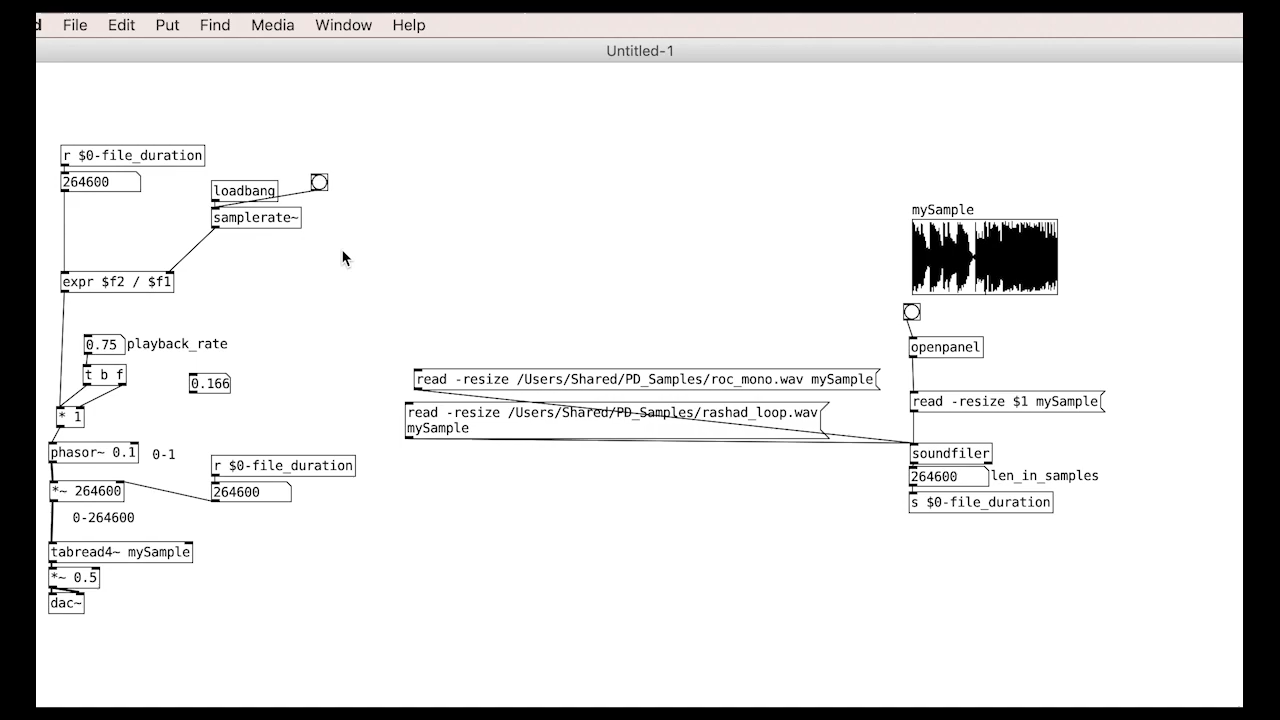 d File Edit Put Find Media Window Help
Untitled-1
r $0-file_duration
264600
loadbang
samplerate~
expr $f2 / $f1
0.75 playback_rate
t b f
0.166
* 1
phasor~ 0.1 0-1
r $0-file_duration
*~ 264600
264600
0-264600
tabread4~ mySample
*~ 0.5
dac~
read -resize /Users/Shared/PD_Samples/roc_mono.wav mySample
read -resize /Users/Shared/PD_Samples/rashad_loop.wav
mySample
mySample
openpanel
read -resize $1 mySample
soundfiler
264600 len_in_samples
s $0-file_duration